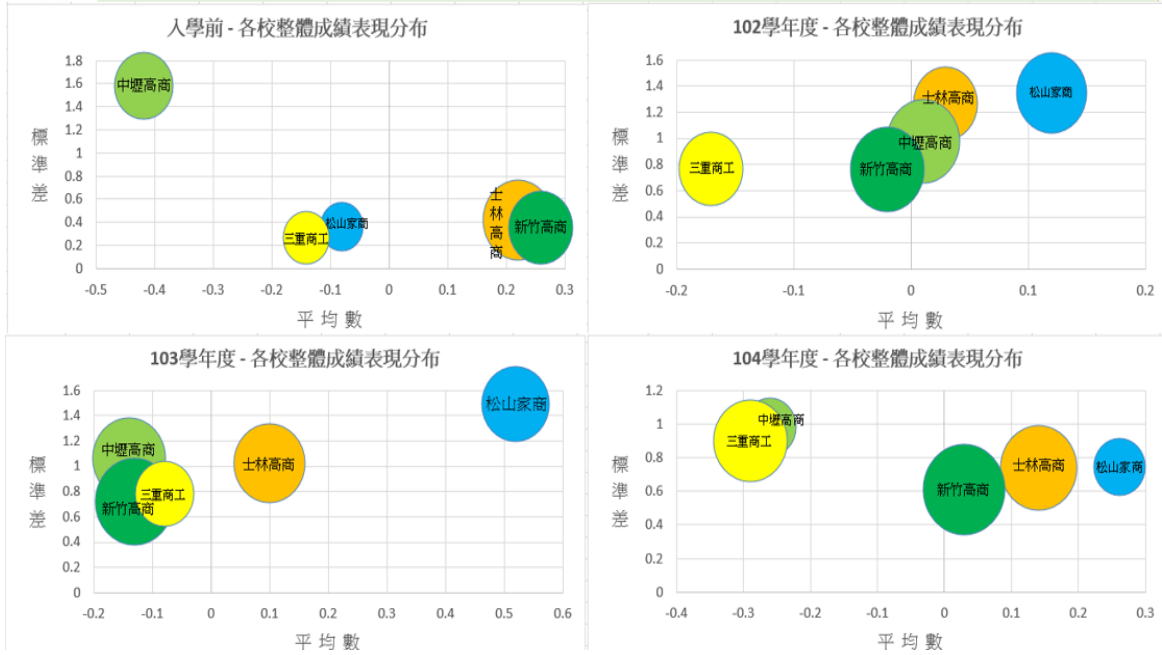 入學前 - 各校整體成績表現分布
1.8
1.6
1.4
1.2
1
0.8
0.6
0.4
0.2
0
標準差
中壢高商
三重商工
松山家商
士林高商
新竹高商
-0.5 -0.4 -0.3 -0.2 -0.1 0 0.1 0.2 0.3
平均數
102學年度 - 各校整體成績表現分布
1.6
1.4
1.2
1
0.8
0.6
0.4
0.2
0
標準差
松山家商
士林高商
中壢高商
新竹高商
三重商工
-0.2 -0.1 0 0.1 0.2
平均數
103學年度 - 各校整體成績表現分布
1.6
1.4
1.2
1
0.8
0.6
0.4
0.2
0
標準差
松山家商
中壢高商
士林高商
三重商工
新竹高商
-0.2 -0.1 0 0.1 0.2 0.3 0.4 0.5 0.6
平均數
104學年度 - 各校整體成績表現分布
1.2
1
0.8
0.6
0.4
0.2
0
標準差
中壢高商
三重商工
新竹高商
士林高商
松山家商
-0.4 -0.3 -0.2 -0.1 0 0.1 0.2 0.3
平均數